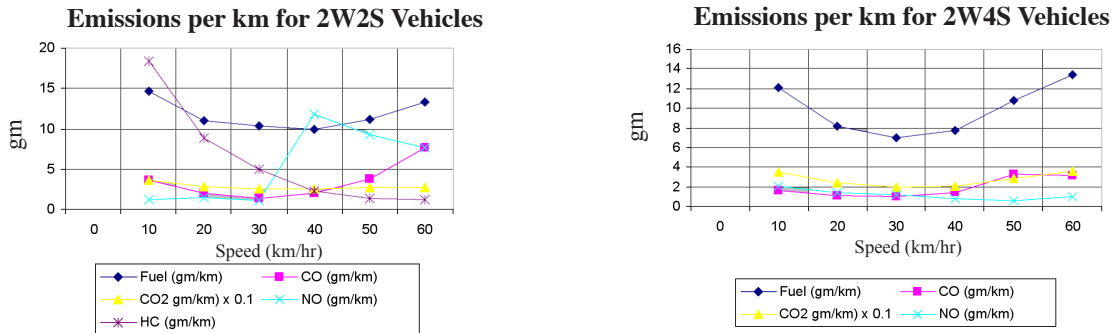 Emissions per km for 2W2S Vehicles
20
15
10
5
0
gm
0 10 20 30 40 50 60
Speed (km/hr)
Fuel (gm/km) CO (gm/km)
CO2 gm/km) x 0.1 NO (gm/km)
HC (gm/km)
Emissions per km for 2W4S Vehicles
16
14
12
10
8
6
4
2
0
gm
0 10 20 30 40 50 60
Speed (km/hr)
Fuel (gm/km) CO (gm/km)
CO2 gm/km) x 0.1 NO (gm/km)